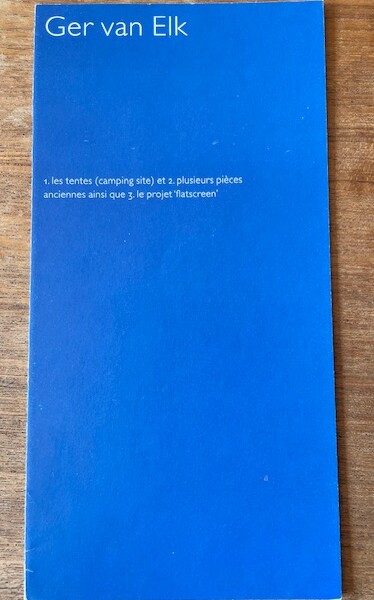 Ger van Elk
1. les tentes (camping site) et 2. plusieurs pièces
anciennes ainsi que 3. le projet 'flatscreen'